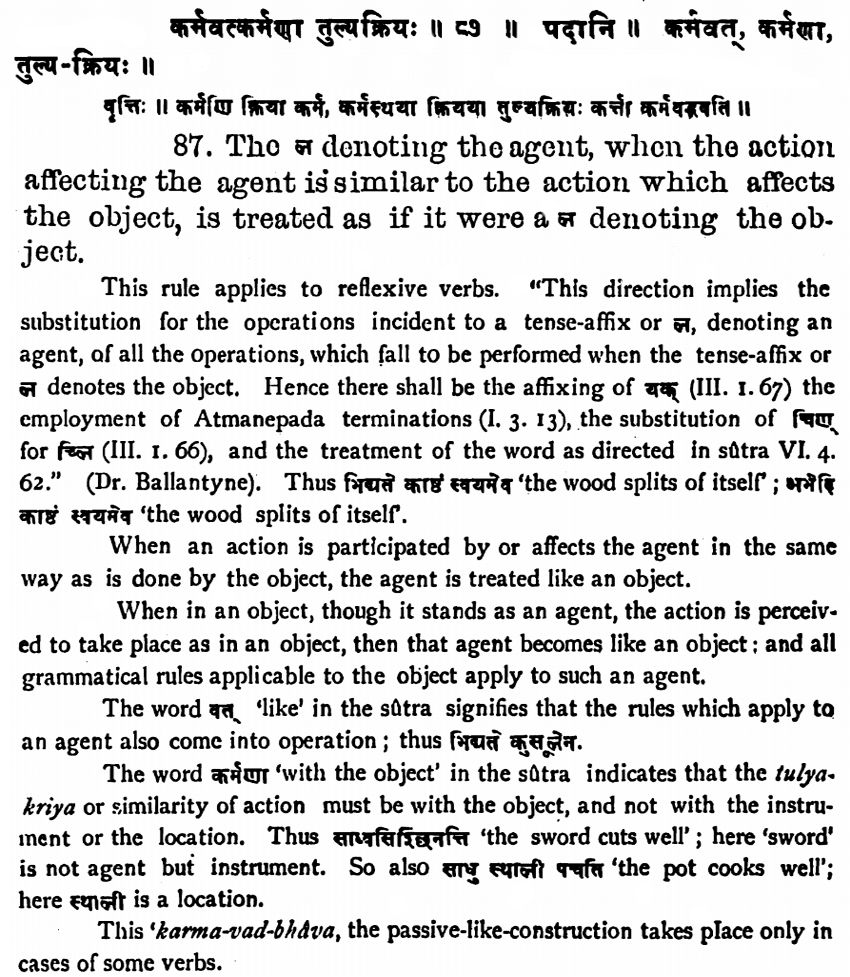 कर्मवत्कर्मणा तुल्यक्रियः ॥ ८७ ॥ पदानि ॥ कर्मवत्, कर्मणा,
तुल्य-क्रियः ॥
वृत्तिः ॥ कर्मणि क्रिया कर्म, कर्मस्थया क्रियया तुल्यक्रियः कर्त्ता कर्मवद्भवति ॥
87. The ल denoting the agent, when the action
affecting the agent is similar to the action which affects
the object, is treated as if it were a ल denoting the ob-
ject.
This rule applies to reflexive verbs. "This direction implies the
substitution for the operations incident to a tense-affix or ल, denoting an
agent, of all the operations, which fall to be performed when the tense-affix or
ल denotes the object. Hence there shall be the affixing of यक् (III. 1. 67) the
employment of Atmanepada terminations (I. 3. 13), the substitution of चिण्
for च्लि (III. 1. 66), and the treatment of the word as directed in sûtra VI. 4.
62." (Dr. Ballantyne). Thus भिद्यते काष्ठं स्वयमेव 'the wood splits of itself'; अभेदि
काष्ठं स्वयमेव 'the wood splits of itself'.
When an action is participated by or affects the agent in the same
way as is done by the object, the agent is treated like an object.
When in an object, though it stands as an agent, the action is perceiv-
ed to take place as in an object, then that agent becomes like an object; and all
grammatical rules applicable to the object apply to such an agent.
The word वत् 'like' in the sûtra signifies that the rules which apply to
an agent also come into operation; thus भिद्यते कुसूलेन.
The word कर्मणा 'with the object' in the sûtra indicates that the tulya-
kriya or similarity of action must be with the object, and not with the instru-
ment or the location. Thus साध्वसिश्छिनत्ति 'the sword cuts well'; here 'sword'
is not agent but instrument. So also साधु स्थाली पचति 'the pot cooks well';
here स्थाली is a location.
This 'karma-vad-bhâva, the passive-like-construction takes place only in
cases of some verbs.